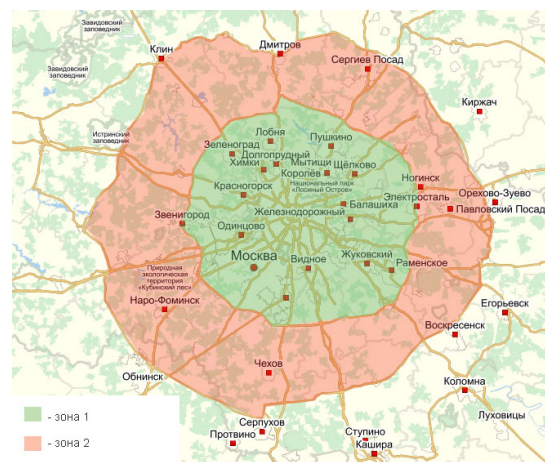 Завидовский
заповедник
Клин
Дмитров
Сергиев Посад
Завидовский
заповедник
Киржач
Истринский
заповедник
Лобня
Пушкино
Зеленоград
Долгопрудный
Мытищи
Химки
Щёлково
Королёв
Ногинск
Национальный парк
«Лосиный Остров»
Красногорск
Орехово-Зуево
Электросталь
Балашиха
Павловский Посад
Звенигород
Железнодорожный
Одинцово
Москва
Видное
Жуковский
Раменское
Природная
экологическая
территория
«Кубинский лес»
Наро-Фоминск
Егорьевск
Воскресенск
Чехов
Обнинск
Коломна
- зона 1
Луховицы
Серпухов
- зона 2
Протвино
Ступино
Кашира